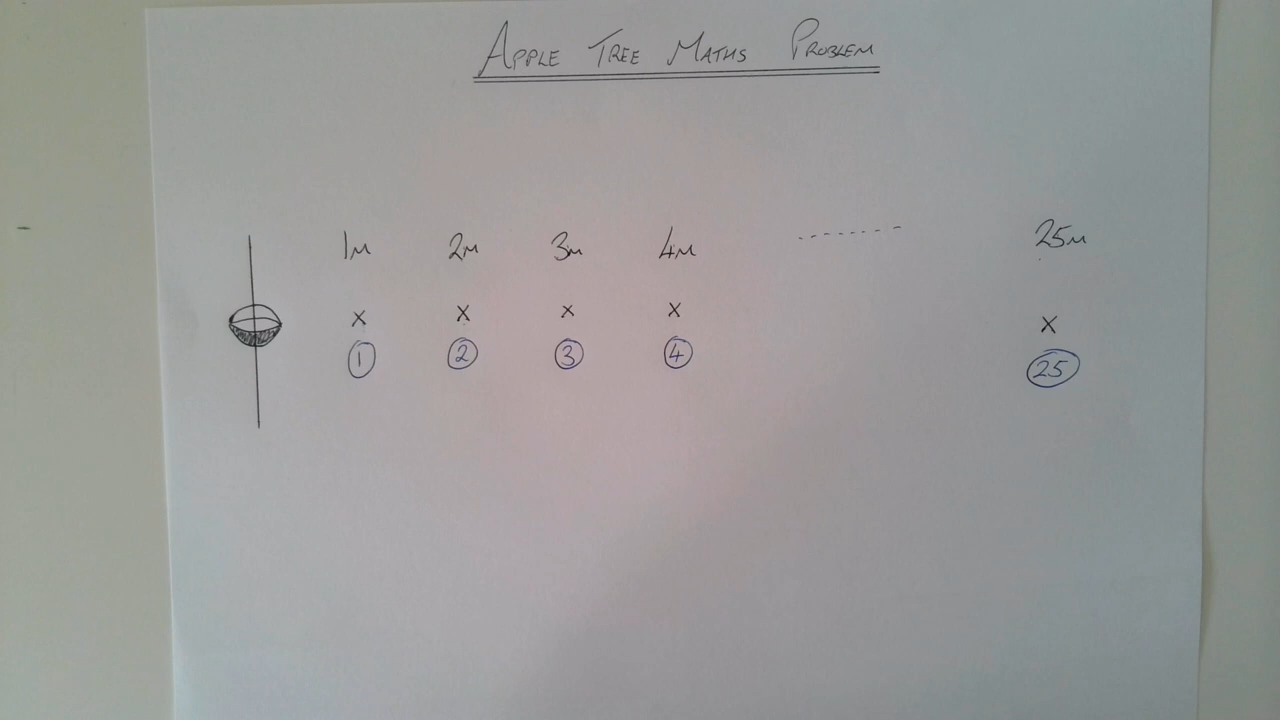 APPLE TREE MATHS PROBLEM
1M 2M 3M 4M ------- 25M
X X X X X
1 2 3 4 25